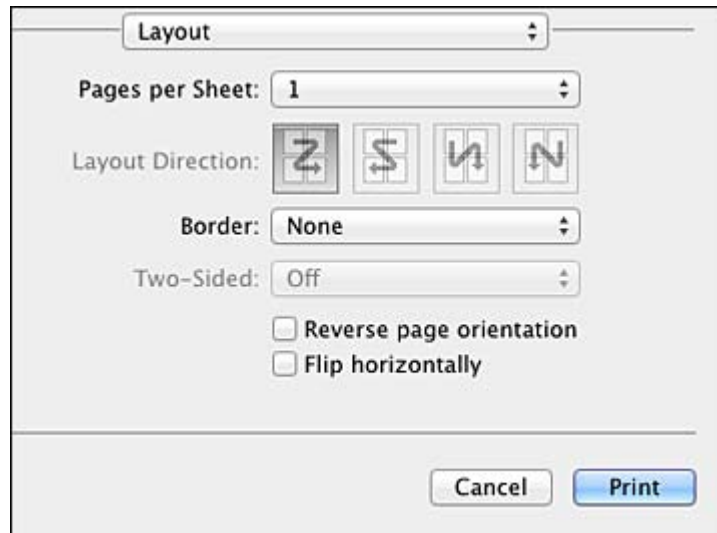 Layout
Pages per Sheet: 1
Layout Direction:
Border: None
Two-Sided: Off
Reverse page orientation
Flip horizontally
Cancel Print